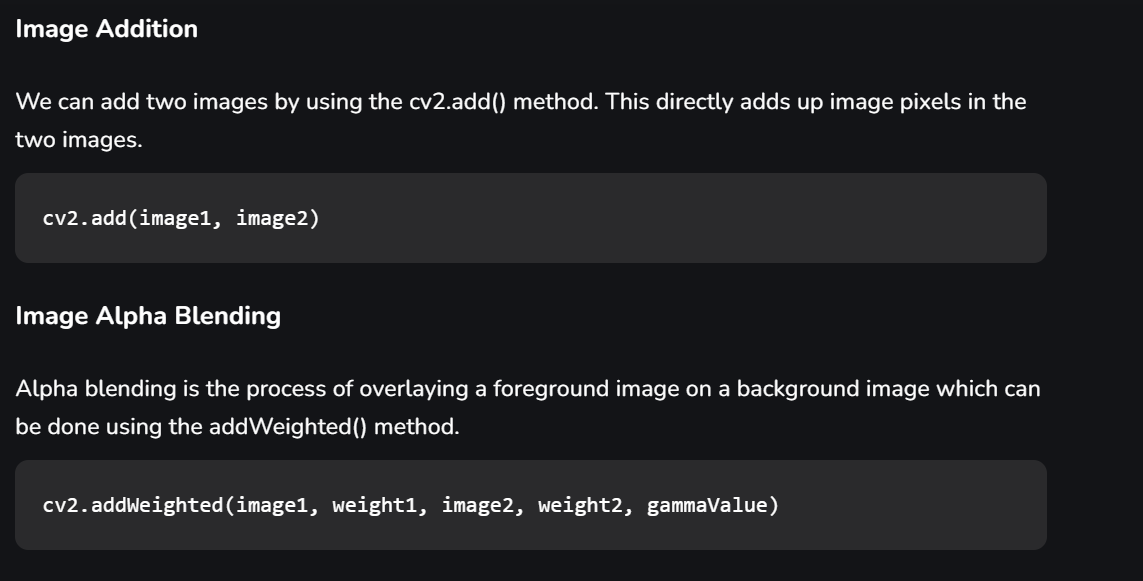 Image Addition
We can add two images by using the cv2.add() method. This directly adds up image pixels in the
two images.
cv2.add(image1, image2)
Image Alpha Blending
Alpha blending is the process of overlaying a foreground image on a background image which can
be done using the addWeighted() method.
cv2.addWeighted(image1, weight1, image2, weight2, gammaValue)